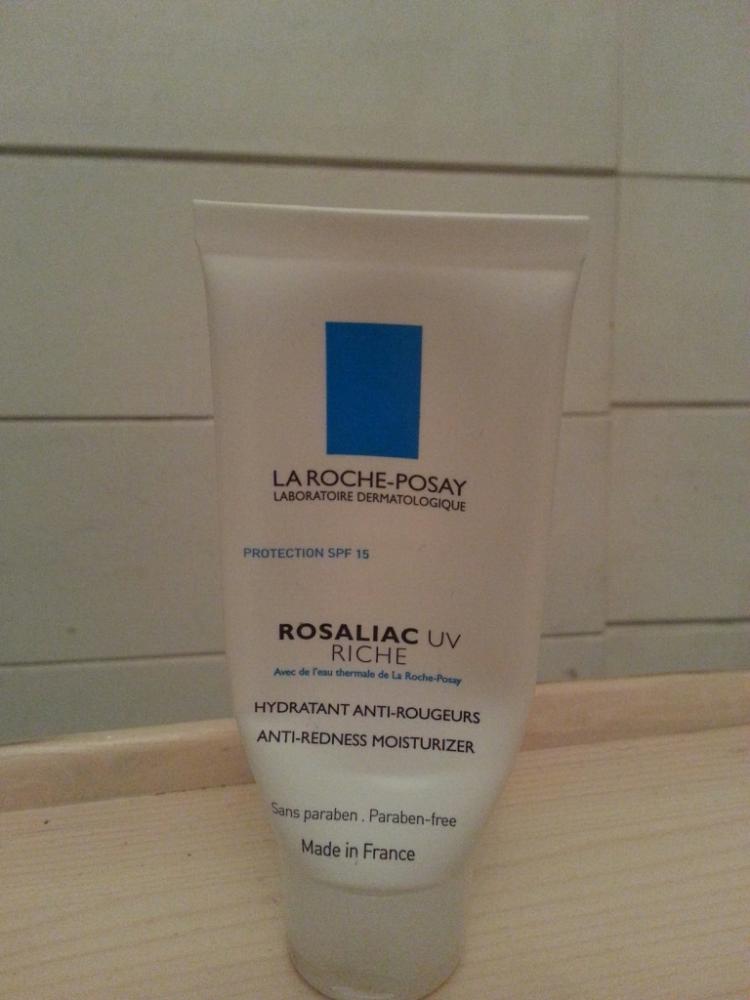 LA ROCHE-POSAY
LABORATOIRE DERMATOLOGIQUE
PROTECTION SPF 15
ROSALIAC UV
RICHE
Avec de l'eau thermale de La Roche-Posay
HYDRATANT ANTI-ROUGEURS
ANTI-REDNESS MOISTURIZER
Sans paraben . Paraben-free
Made in France